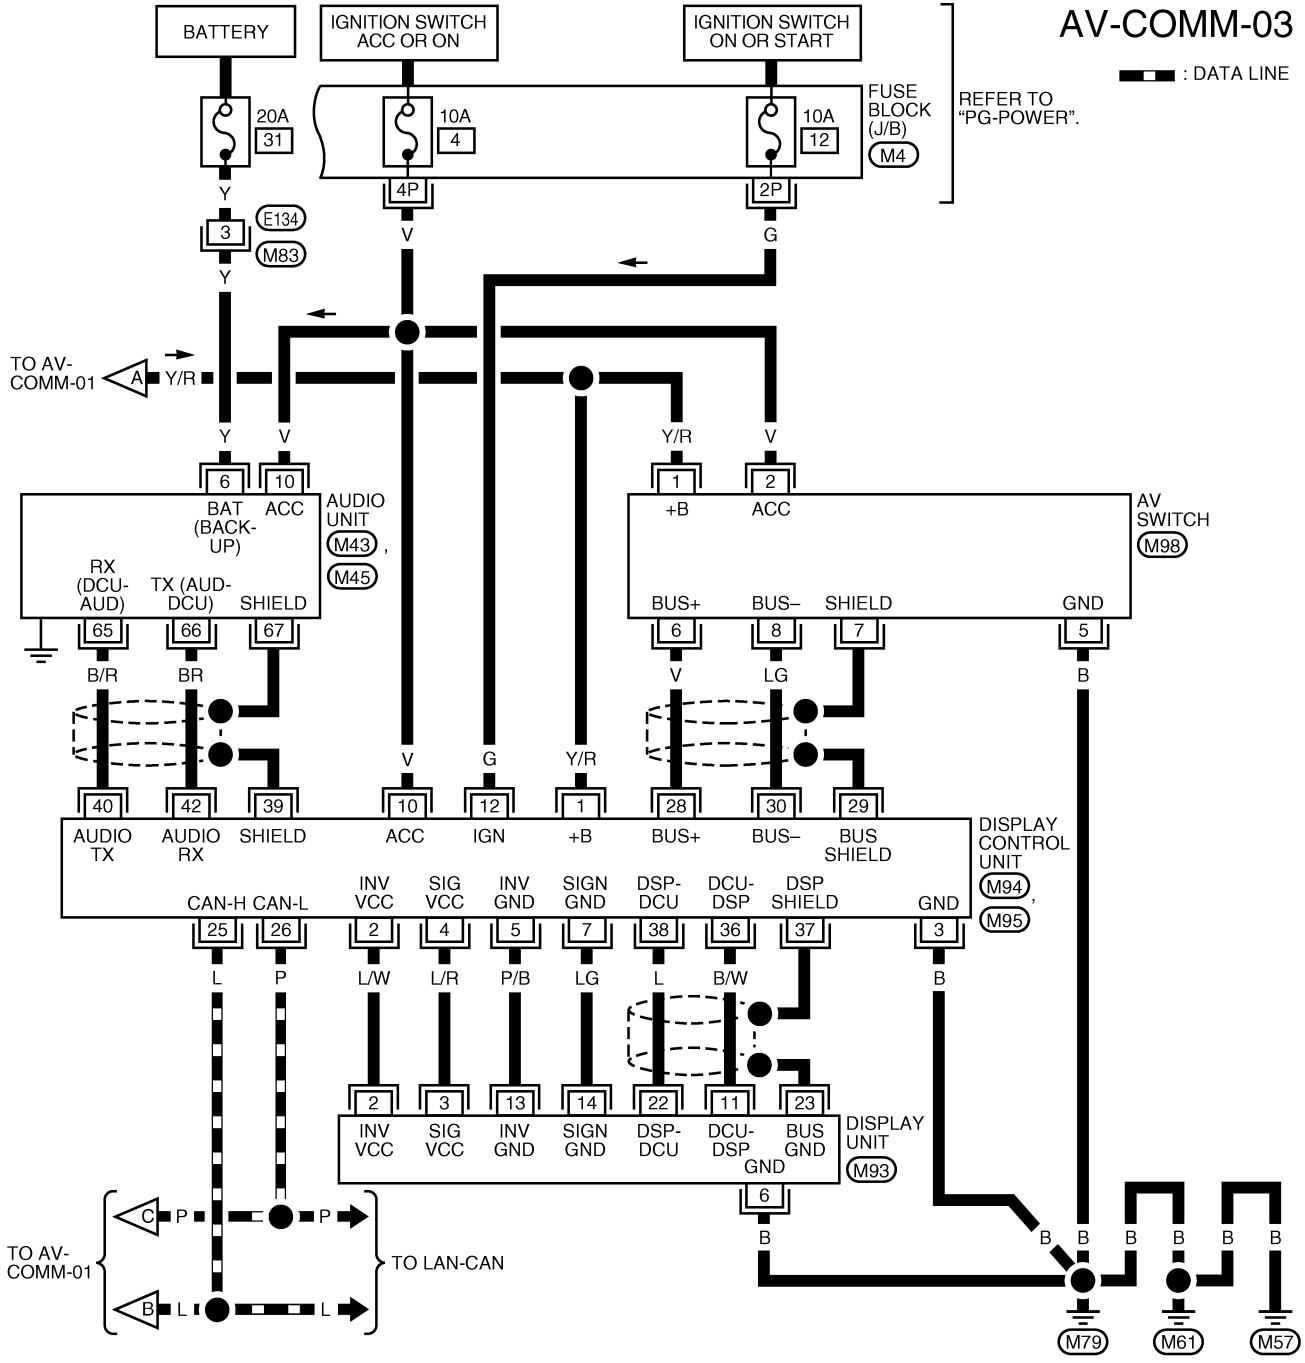 AV-COMM-03
: DATA LINE
BATTERY
IGNITION SWITCH
ACC OR ON
IGNITION SWITCH
ON OR START
20A
31
10A
4
10A
12
FUSE
BLOCK
(J/B)
M4
REFER TO
“PG-POWER”.
Y
4P
2P
3
E134
M83
V
G
Y
TO AV-
COMM-01
A
Y/R
Y
V
Y/R
V
6
10
1
2
BAT
(BACK-
UP)
ACC
AUDIO
UNIT
M43 ,
M45
+B
ACC
AV
SWITCH
M98
RX
(DCU-
AUD)
TX (AUD-
DCU)
SHIELD
BUS+
BUS–
SHIELD
GND
65
66
67
6
8
7
5
B/R
BR
V
LG
B
V
G
Y/R
40
42
39
10
12
1
28
30
29
AUDIO
TX
AUDIO
RX
SHIELD
ACC
IGN
+B
BUS+
BUS–
BUS
SHIELD
DISPLAY
CONTROL
UNIT
M94 ,
M95
CAN-H
CAN-L
INV
VCC
SIG
VCC
INV
GND
SIGN
GND
DSP-
DCU
DCU-
DSP
DSP
SHIELD
GND
25
26
2
4
5
7
38
36
37
3
L
P
L/W
L/R
P/B
LG
L
B/W
B
2
3
13
14
22
11
23
INV
VCC
SIG
VCC
INV
GND
SIGN
GND
DSP-
DCU
DCU-
DSP
BUS
GND
GND
DISPLAY
UNIT
M93
6
B
B
B
B
B
B
B
C
P
P
TO AV-
COMM-01
TO LAN-CAN
B
L
L
M79
M61
M57